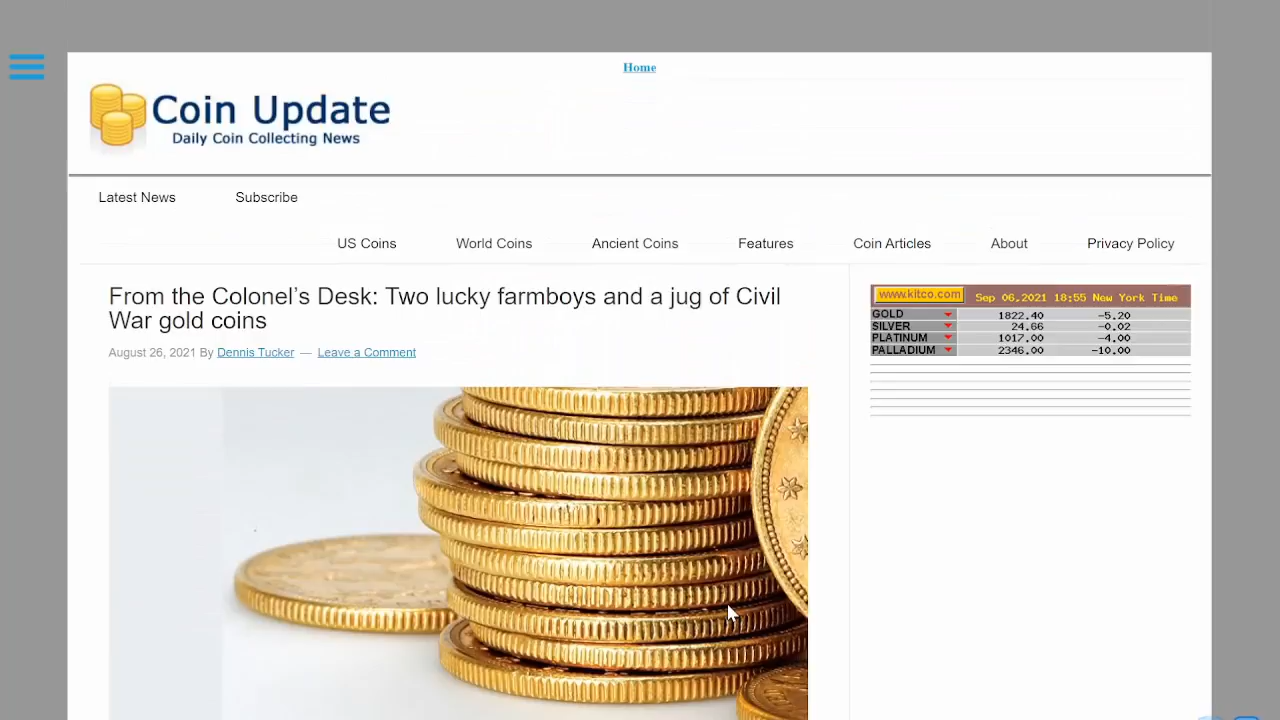 Home
Coin Update
Daily Coin Collecting News
Latest News
Subscribe
US Coins
World Coins
Ancient Coins
Features
Coin Articles
About
Privacy Policy
From the Colonel's Desk: Two lucky farmboys and a jug of Civil
War gold coins
August 26, 2021 By Dennis Tucker — Leave a Comment
www.kitco.com Sep 06,2021 18:55 New York Time
GOLD 1822.40 -5.20
SILVER 24.66 -0.02
PLATINUM 1017.00 -4.00
PALLADIUM 2346.00 -10.00